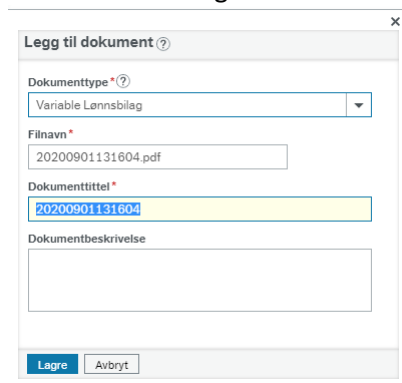 Legg til dokument ?
Dokumenttype * ?
Variable Lønnsbilag
Filnavn *
20200901131604.pdf
Dokumenttittel *
20200901131604
Dokumentbeskrivelse
Lagre Avbryt